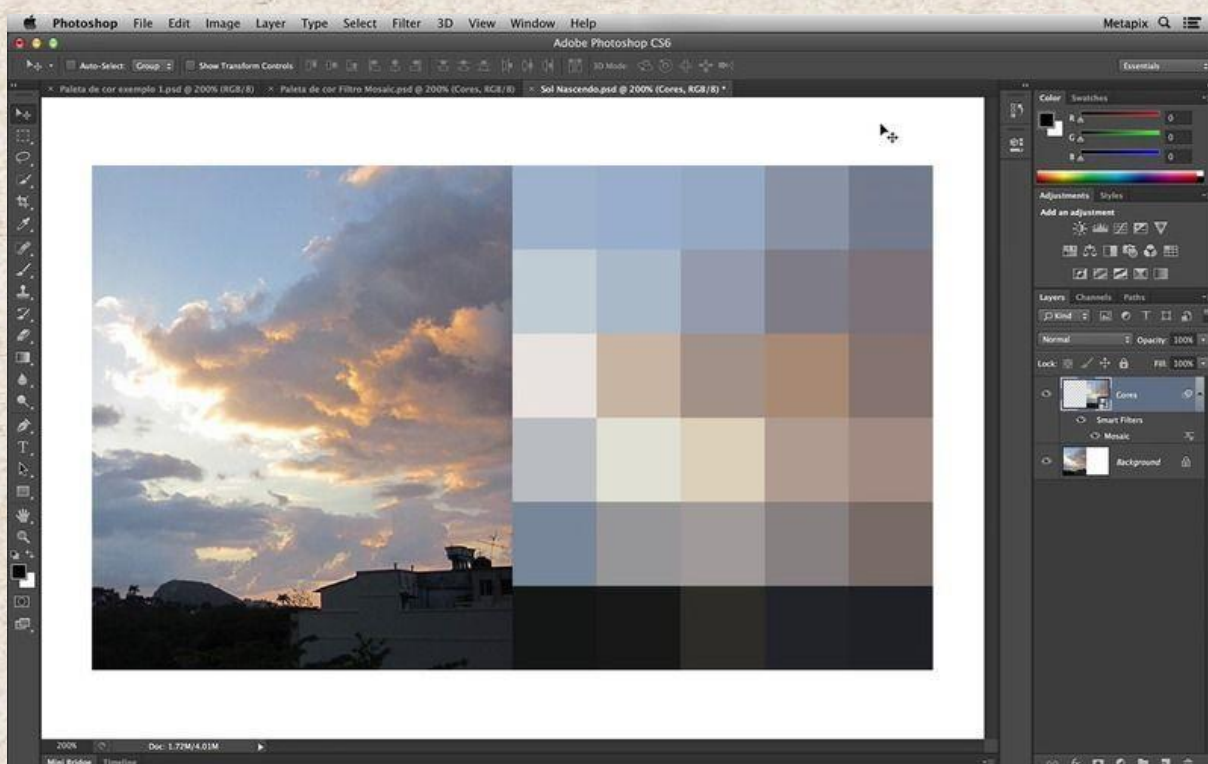 Photoshop File Edit Image Layer Type Select Filter 3D View Window Help Metapix
Adobe Photoshop CS6
Auto-Select: Group Show Transform Controls 3D Mode: Essentials
× Paleta de cor exemplo 1.psd @ 200% (RGB/8) × Paleta de cor Filtro Mosaic.psd @ 200% (Cores, RGB/8) × Sol Nascendo.psd @ 200% (Cores, RGB/8) *
Color Swatches
R 0
G 0
B 0
Adjustments Styles
Add an adjustment
Layers Channels Paths
Kind
Normal Opacity: 100%
Lock: Fill: 100%
Cores
Smart Filters
Mosaic
Background
200% Doc: 1.72M/4.01M
Mini Bridge Timeline